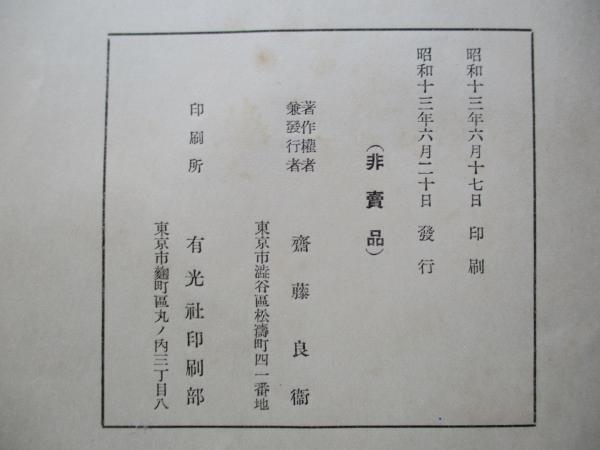 昭和十三年六月十七日 印刷
昭和十三年六月二十日 發行
(非賣品)
著作權者
兼發行者
東京市澁谷區松濤町四一番地
齋藤良衞
印刷所
東京市麴町區丸ノ內三丁目八
有光社印刷部